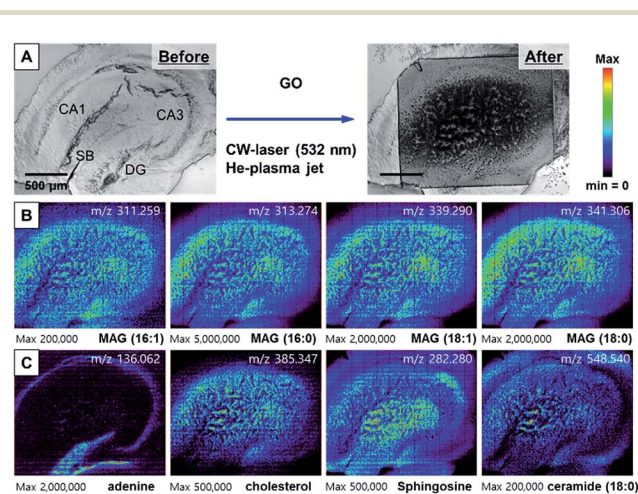 A
Before
CA1
CA3
SB
DG
500 µm
GO
CW-laser (532 nm)
He-plasma jet
After
Max
min = 0
B
m/z 311.259
m/z 313.274
m/z 339.290
m/z 341.306
Max 200,000 MAG (16:1)
Max 5,000,000 MAG (16:0)
Max 2,000,000 MAG (18:1)
Max 2,000,000 MAG (18:0)
C
m/z 136.062
m/z 385.347
m/z 282.280
m/z 548.540
Max 2,000,000 adenine
Max 500,000 cholesterol
Max 500,000 Sphingosine
Max 200,000 ceramide (18:0)